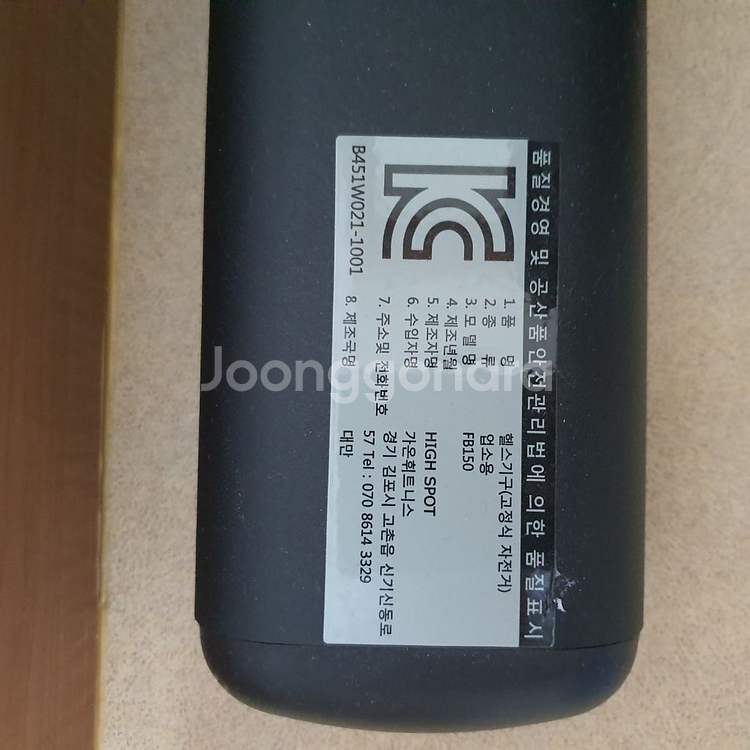 품질경영 및 공산품안전관리법에 의한 품질표시
KC
B451W021-1001
1. 품 명 헬스기구(고정식 자전거)
2. 종 류 업소용
3. 모 델 명 FB150
4. 제조년월
5. 제조자명 HIGH SPOT
6. 수입자명 가온휘트니스
7. 주소및 전화번호 경기 김포시 고촌읍 신기신동로
57 Tel : 070 8614 3329
8. 제조국명 대만
Joonggonara